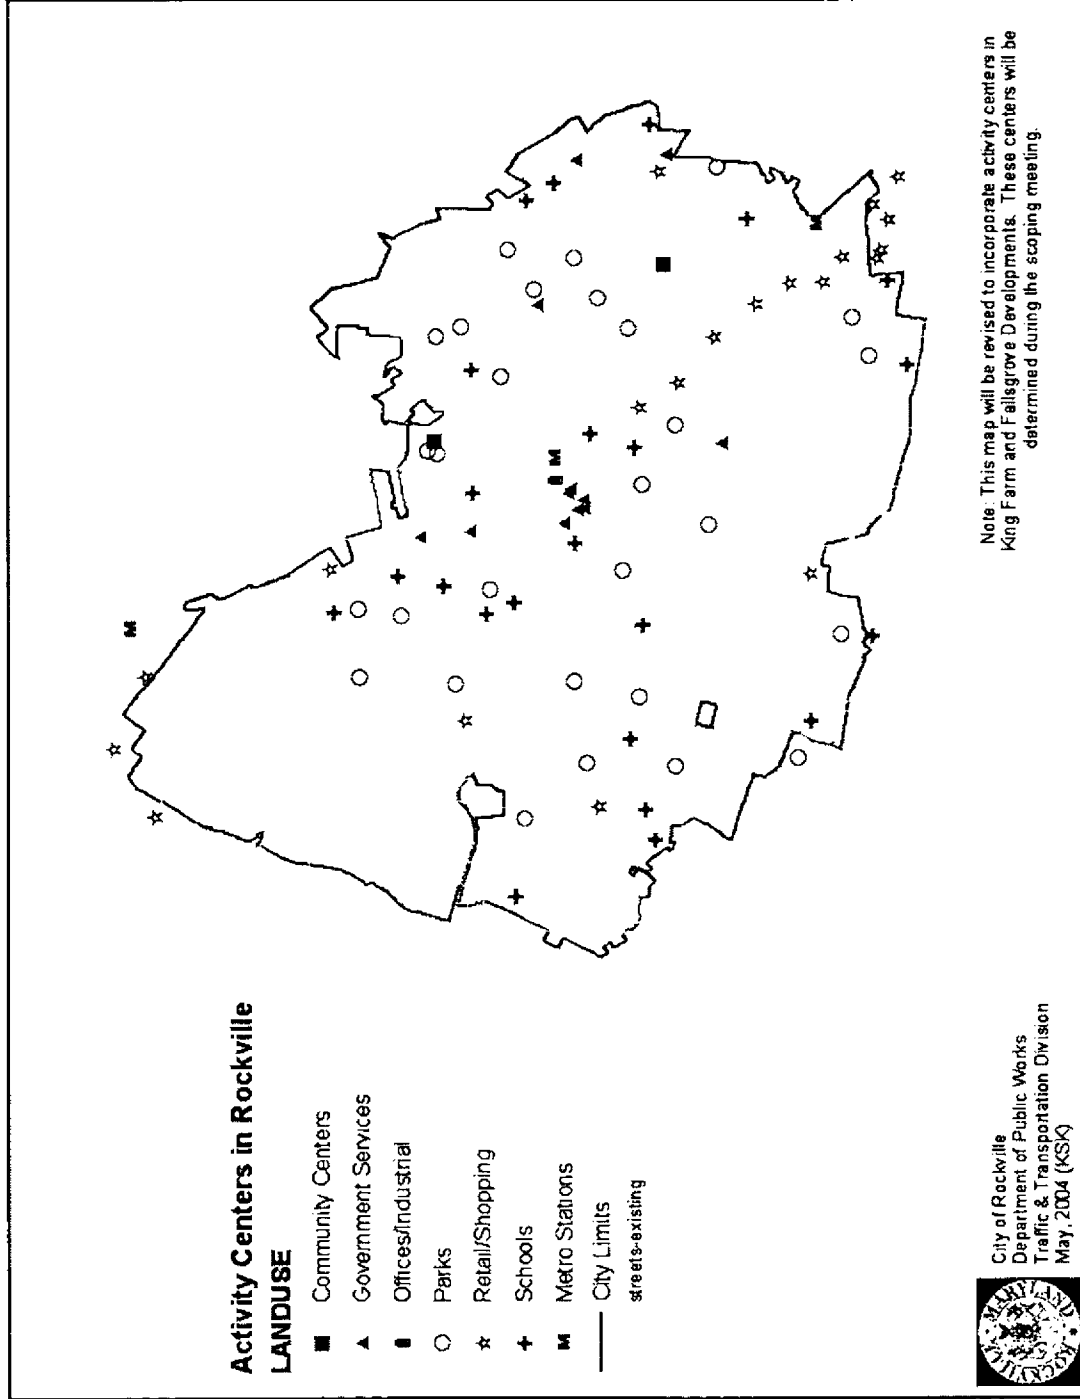 Activity Centers in Rockville
LANDUSE
Community Centers
Government Services
Offices/Industrial
Parks
Retail/Shopping
Schools
M Metro Stations
City Limits
streets-existing
M
M
M
Note: This map will be revised to incorporate activity centers in
King Farm and Fallsgrove Developments. These centers will be
determined during the scoping meeting.
City of Rockville
Department of Public Works
Traffic & Transportation Division
May, 2004 (KSK)
MARYLAND
ROCKVILLE